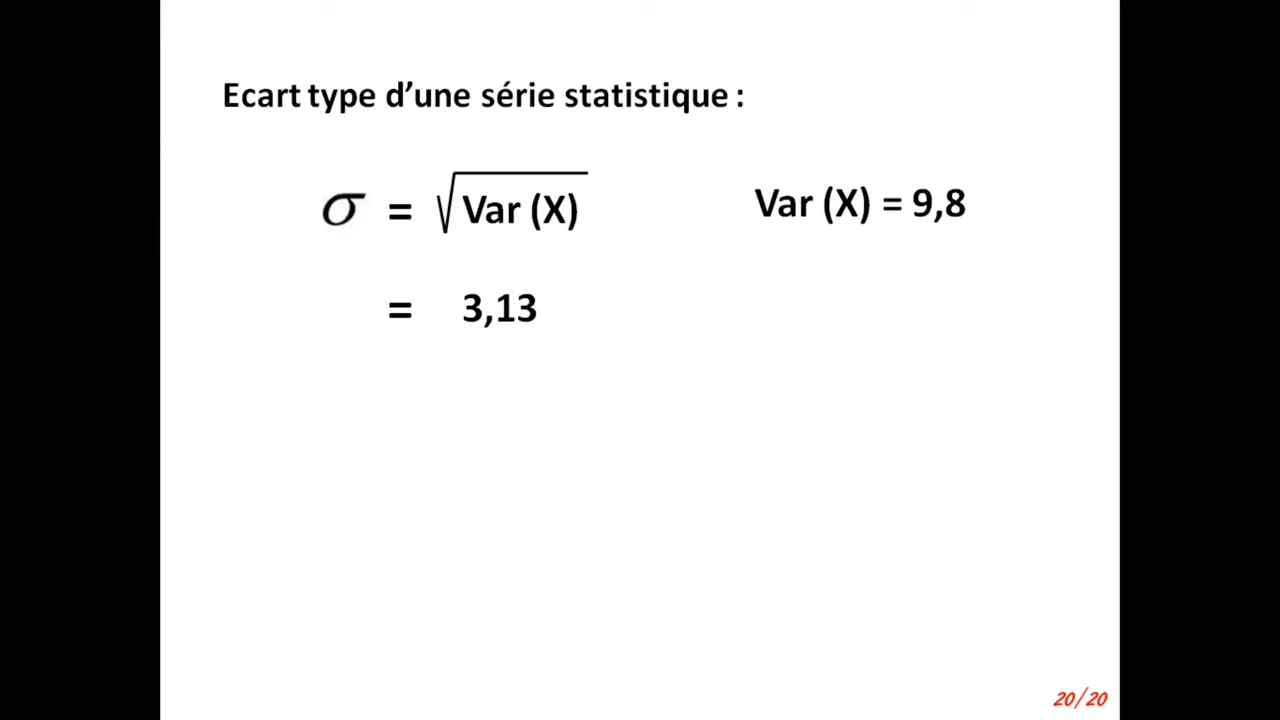 Ecart type d'une série statistique :
σ = √Var (X)
Var (X) = 9,8
= 3,13
20/20